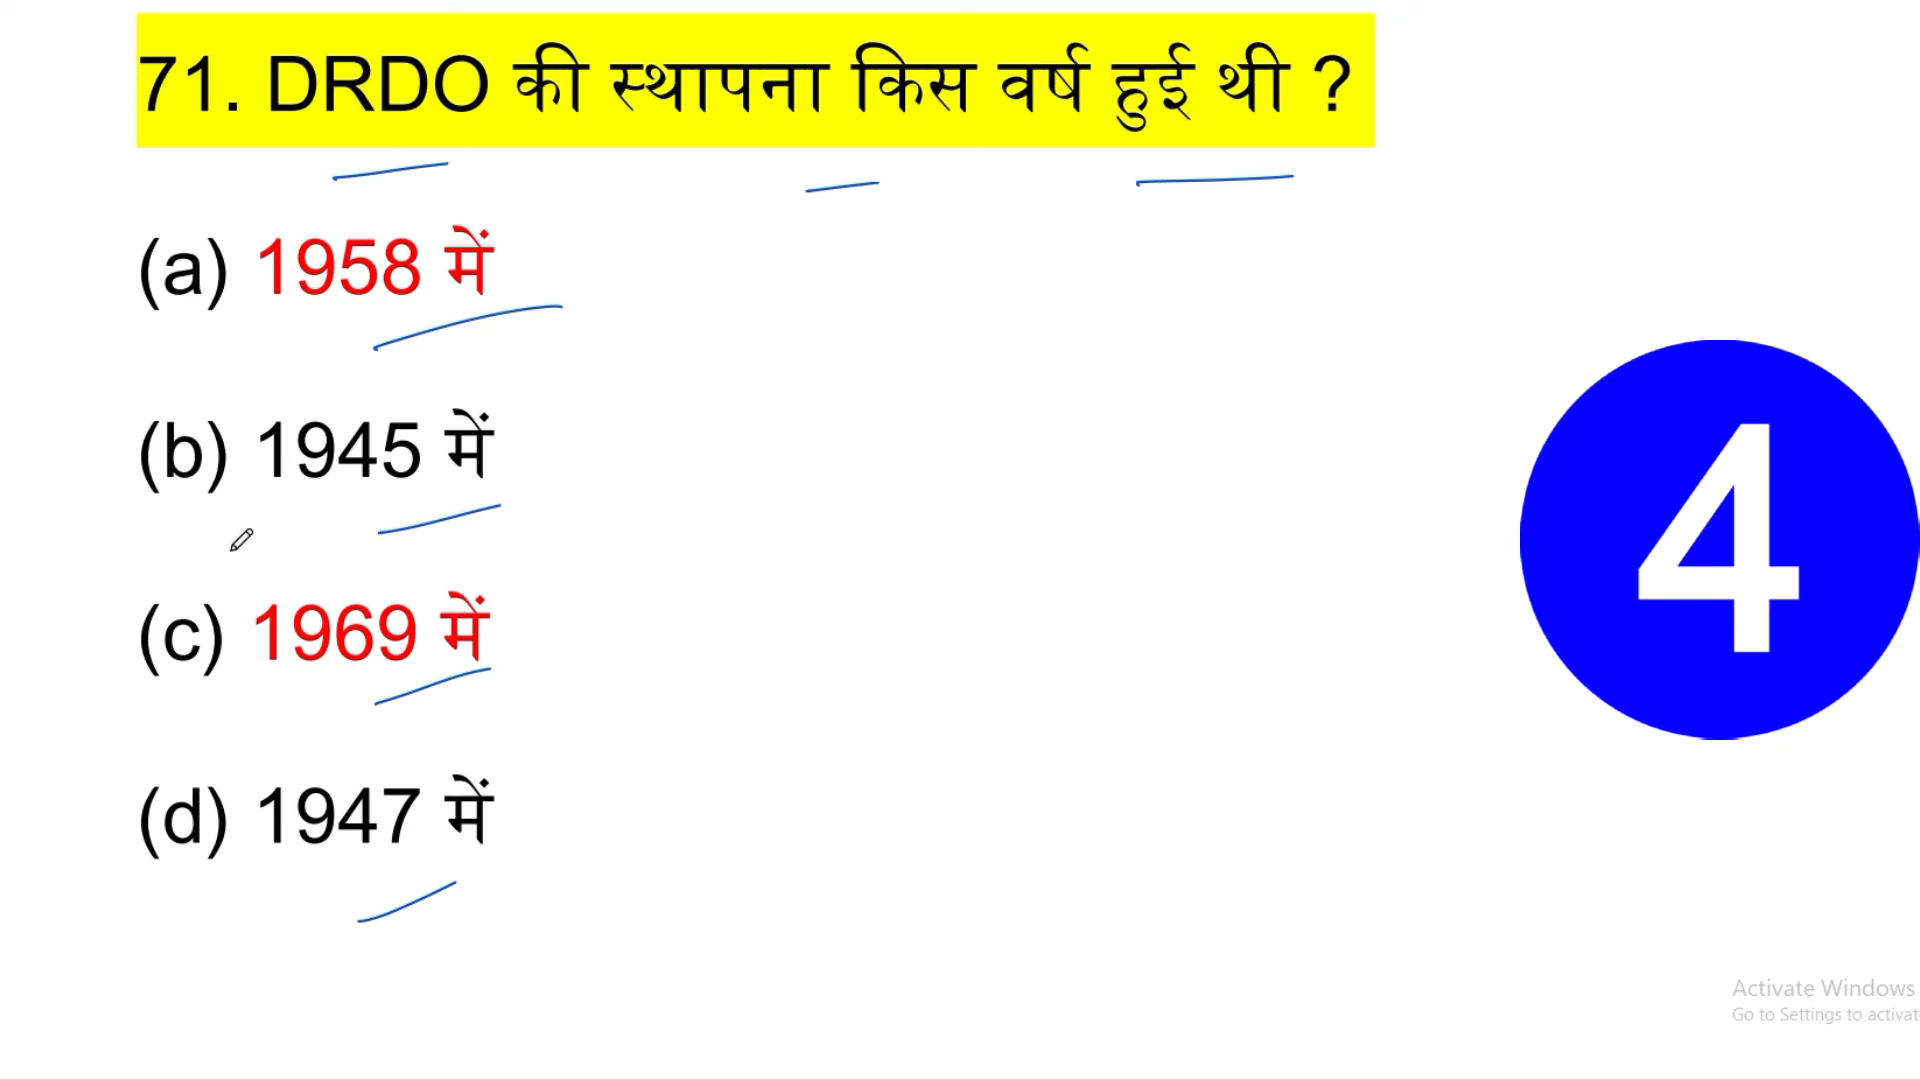 71. DRDO की स्थापना किस वर्ष हुई थी ?
(a) 1958 में
(b) 1945 में
(c) 1969 में
(d) 1947 में
4
Activate Windows
Go to Settings to activat